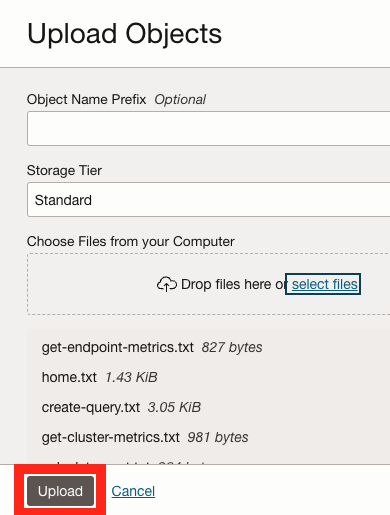 Upload Objects
Object Name Prefix Optional
Storage Tier
Standard
Choose Files from your Computer
Drop files here or select files
get-endpoint-metrics.txt 827 bytes
home.txt 1.43 KiB
create-query.txt 3.05 KiB
get-cluster-metrics.txt 981 bytes
Upload Cancel